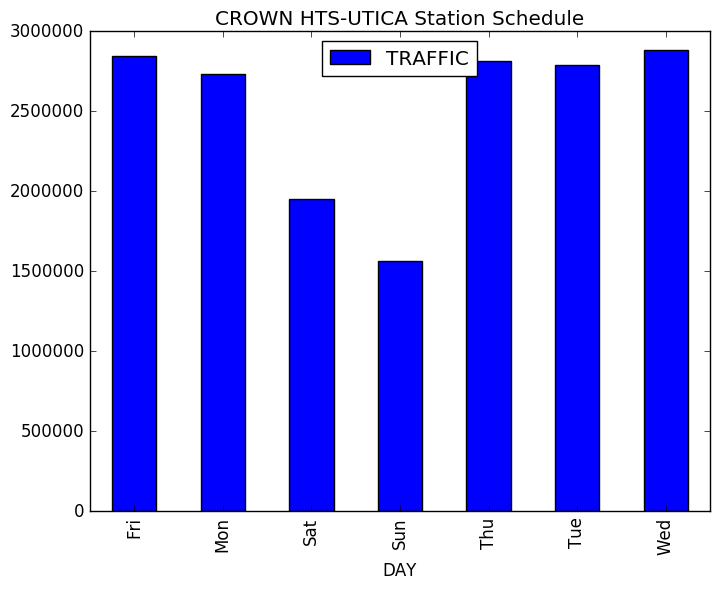 CROWN HTS-UTICA Station Schedule
TRAFFIC
3000000
2500000
2000000
1500000
1000000
500000
0
Fri
Mon
Sat
Sun
Thu
Tue
Wed
DAY